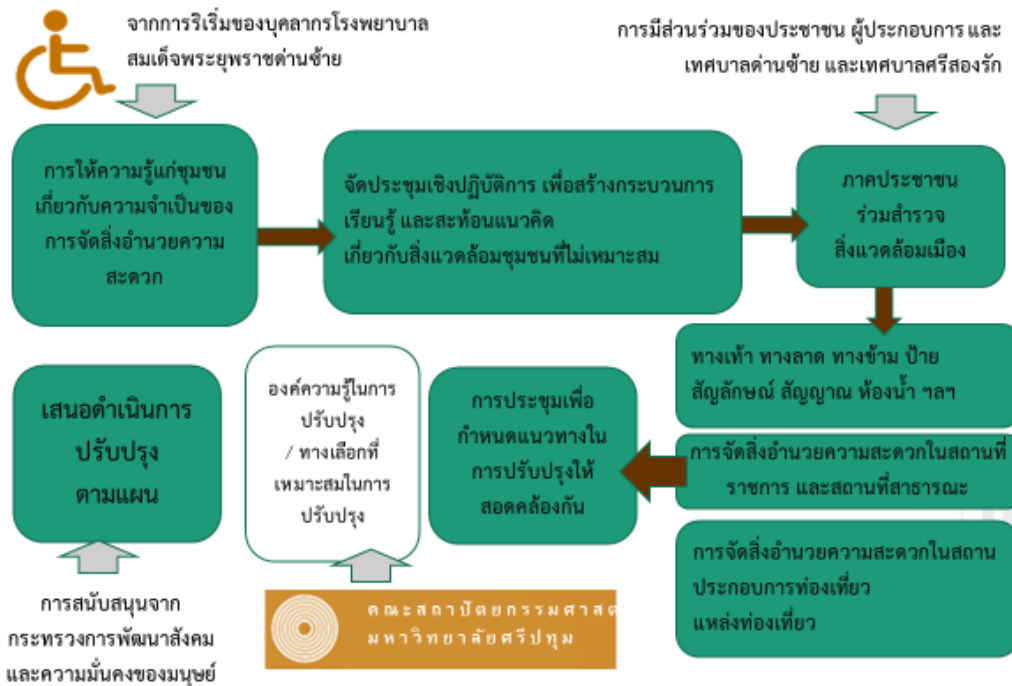 จากการริเริ่มของบุคลากรโรงพยาบาล
สมเด็จพระยุพราชด่านซ้าย
การมีส่วนร่วมของประชาชน ผู้ประกอบการ และ
เทศบาลด่านซ้าย และเทศบาลศรีสองรัก
การให้ความรู้แก่ชุมชน
เกี่ยวกับความจำเป็นของ
การจัดสิ่งอำนวยความ
สะดวก
จัดประชุมเชิงปฏิบัติการ เพื่อสร้างกระบวนการ
เรียนรู้ และสะท้อนแนวคิด
เกี่ยวกับสิ่งแวดล้อมชุมชนที่ไม่เหมาะสม
ภาคประชาชน
ร่วมสำรวจ
สิ่งแวดล้อมเมือง
ทางเท้า ทางลาด ทางข้าม ป้าย
สัญลักษณ์ สัญญาณ ห้องน้ำ ฯลฯ
การจัดสิ่งอำนวยความสะดวกในสถานที่
ราชการ และสถานที่สาธารณะ
การจัดสิ่งอำนวยความสะดวกในสถาน
ประกอบการท่องเที่ยว
แหล่งท่องเที่ยว
การประชุมเพื่อ
กำหนดแนวทางใน
การปรับปรุงให้
สอดคล้องกัน
องค์ความรู้ในการ
ปรับปรุง
/ ทางเลือกที่
เหมาะสมในการ
ปรับปรุง
คณะสถาปัตยกรรมศาสต
มหาวิทยาลัยศรีปทุม
เสนอดำเนินการ
ปรับปรุง
ตามแผน
การสนับสนุนจาก
กระทรวงการพัฒนาสังคม
และความมั่นคงของมนุษย์